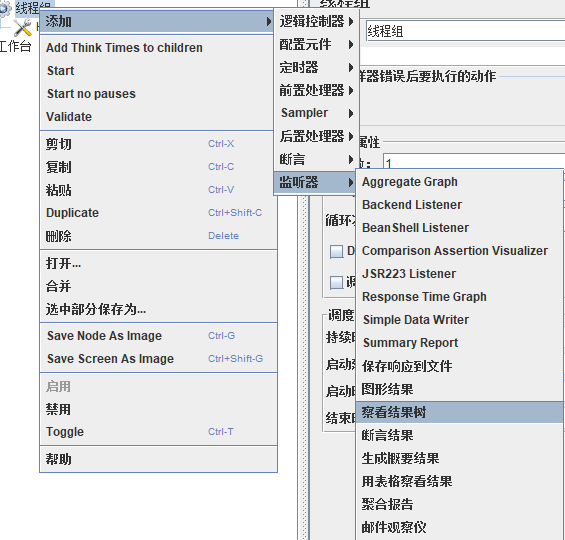 线程组
工作台
添加
Add Think Times to children
Start
Start no pauses
Validate
剪切 Ctrl-X
复制 Ctrl-C
粘贴 Ctrl-V
Duplicate Ctrl+Shift-C
删除 Delete
打开...
合并
选中部分保存为...
Save Node As Image Ctrl-G
Save Screen As Image Ctrl+Shift-G
启用
禁用
Toggle Ctrl-T
帮助
逻辑控制器
配置元件
定时器
前置处理器
Sampler
后置处理器
断言
监听器
Aggregate Graph
Backend Listener
BeanShell Listener
Comparison Assertion Visualizer
JSR223 Listener
Response Time Graph
Simple Data Writer
Summary Report
保存响应到文件
图形结果
察看结果树
断言结果
生成概要结果
用表格察看结果
聚合报告
邮件观察仪
线程组
线程组
样器错误后要执行的动作
属性
1
循环
D
调
调度
持续
启动
启动
结束